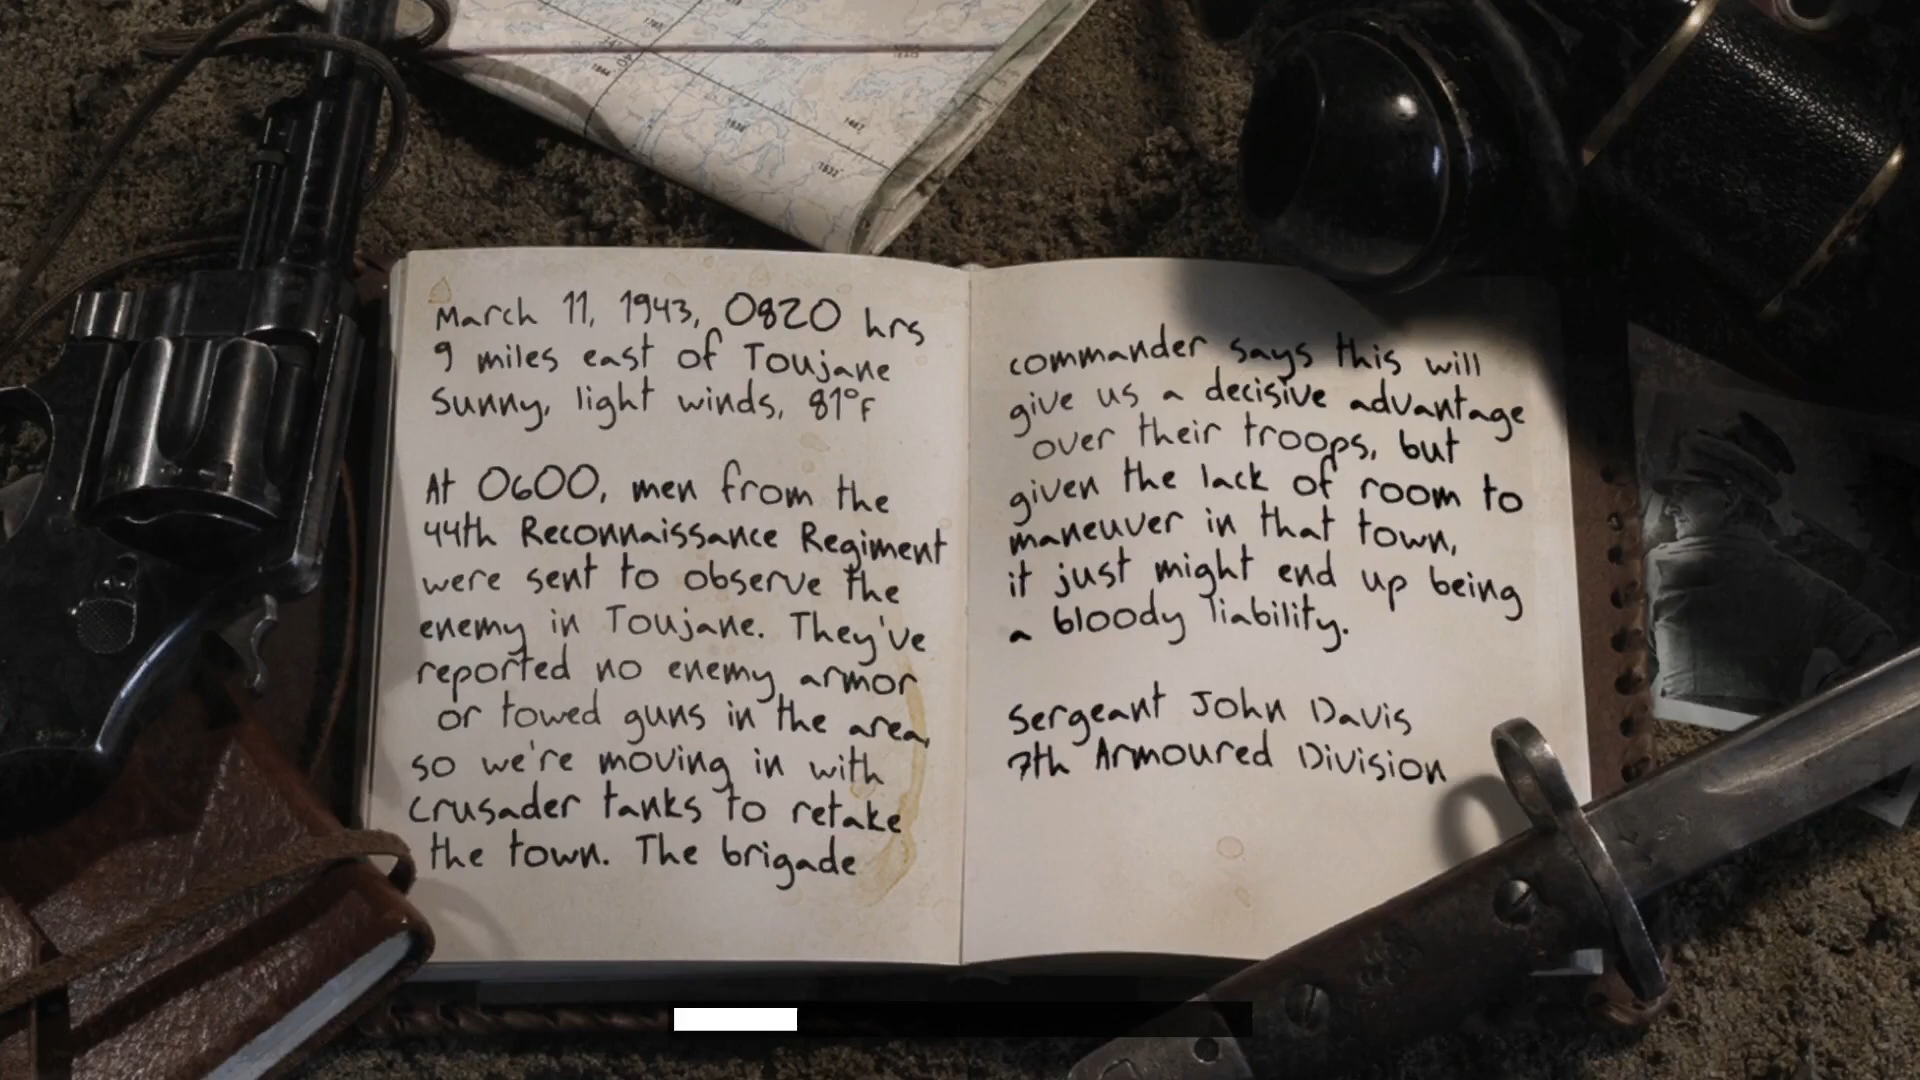 March 11, 1943, 0820 hrs
9 miles east of Toujane
Sunny, light winds, 81°F
At 0600, men from the
44th Reconnaissance Regiment
were sent to observe the
enemy in Toujane. They've
reported no enemy armor
or towed guns in the area,
so we're moving in with
Crusader tanks to retake
the town. The brigade
commander says this will
give us a decisive advantage
over their troops, but
given the lack of room to
maneuver in that town,
it just might end up being
a bloody liability.
Sergeant John Davis
7th Armoured Division